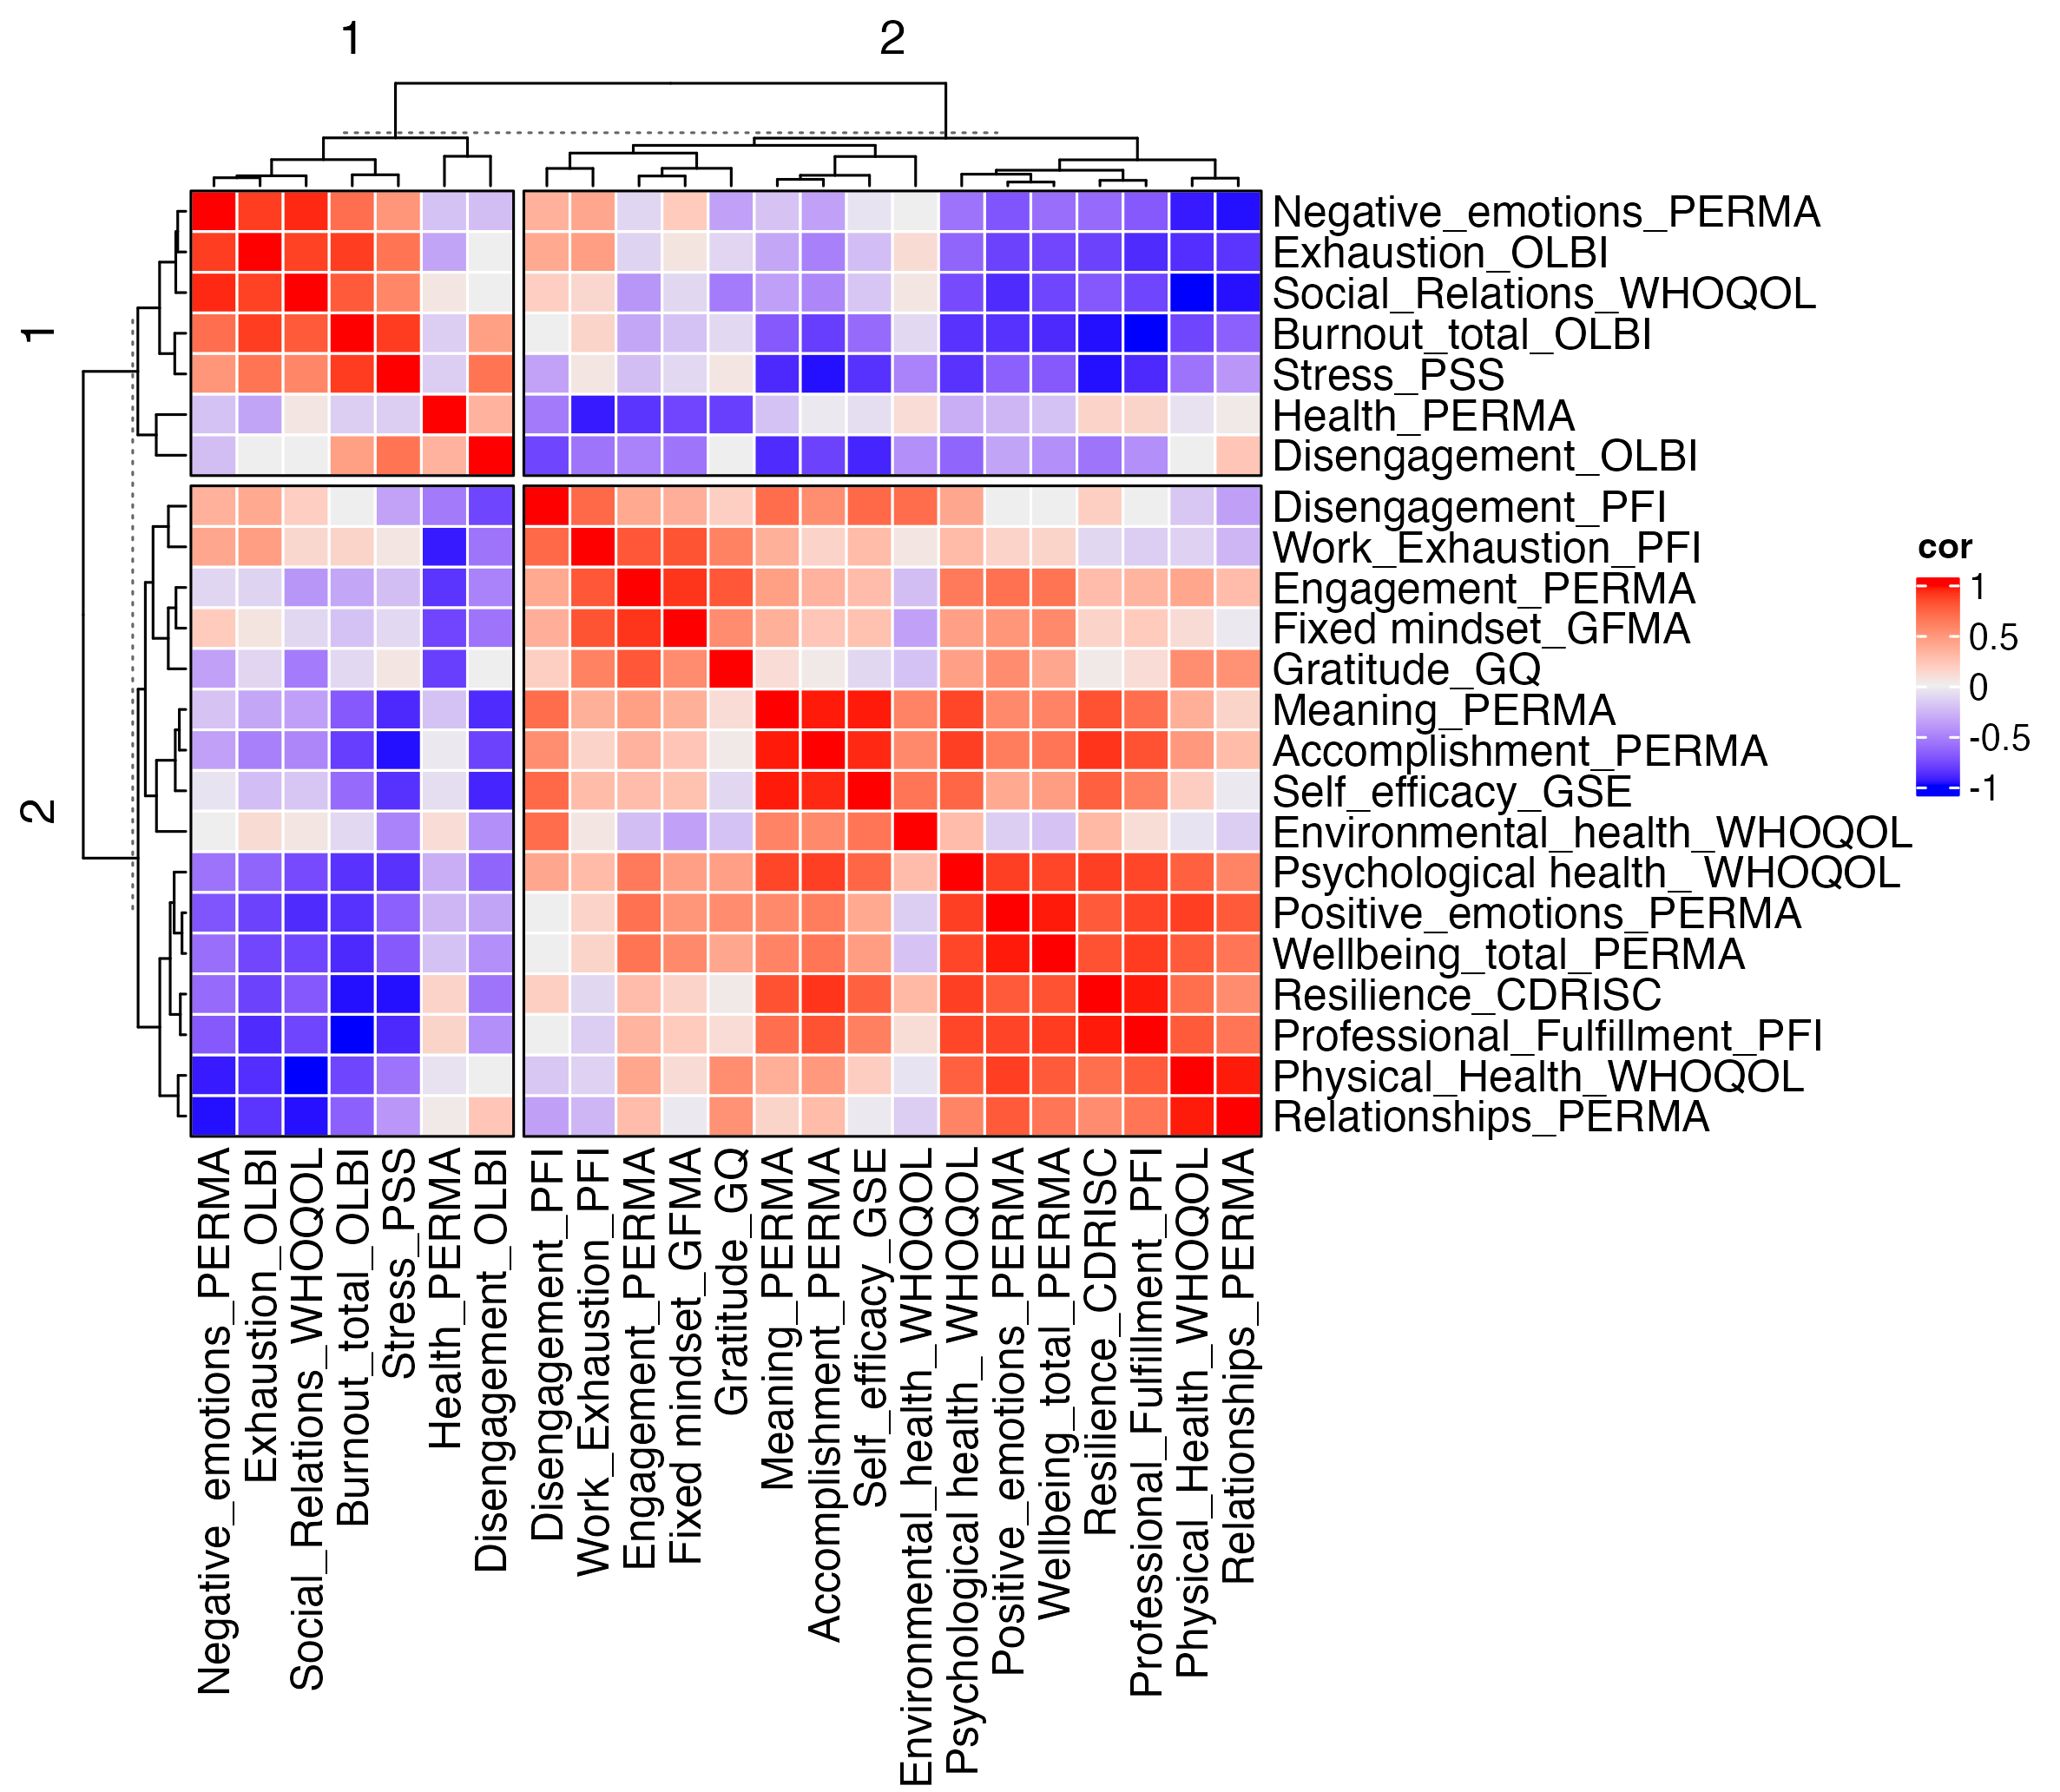 1
2
1
2
Negative_emotions_PERMA
Exhaustion_OLBI
Social_Relations_WHOQOL
Burnout_total_OLBI
Stress_PSS
Health_PERMA
Disengagement_OLBI
Disengagement_PFI
Work_Exhaustion_PFI
Engagement_PERMA
Fixed mindset_GFMA
Gratitude_GQ
Meaning_PERMA
Accomplishment_PERMA
Self_efficacy_GSE
Environmental_health_WHOQOL
Psychological health_ WHOQOL
Positive_emotions_PERMA
Wellbeing_total_PERMA
Resilience_CDRISC
Professional_Fulfillment_PFI
Physical_Health_WHOQOL
Relationships_PERMA
cor
1
0.5
0
-0.5
-1
Negative_emotions_PERMA
Exhaustion_OLBI
Social_Relations_WHOQOL
Burnout_total_OLBI
Stress_PSS
Health_PERMA
Disengagement_OLBI
Disengagement_PFI
Work_Exhaustion_PFI
Engagement_PERMA
Fixed mindset_GFMA
Gratitude_GQ
Meaning_PERMA
Accomplishment_PERMA
Self_efficacy_GSE
Environmental_health_WHOQOL
Psychological health_ WHOQOL
Positive_emotions_PERMA
Wellbeing_total_PERMA
Resilience_CDRISC
Professional_Fulfillment_PFI
Physical_Health_WHOQOL
Relationships_PERMA